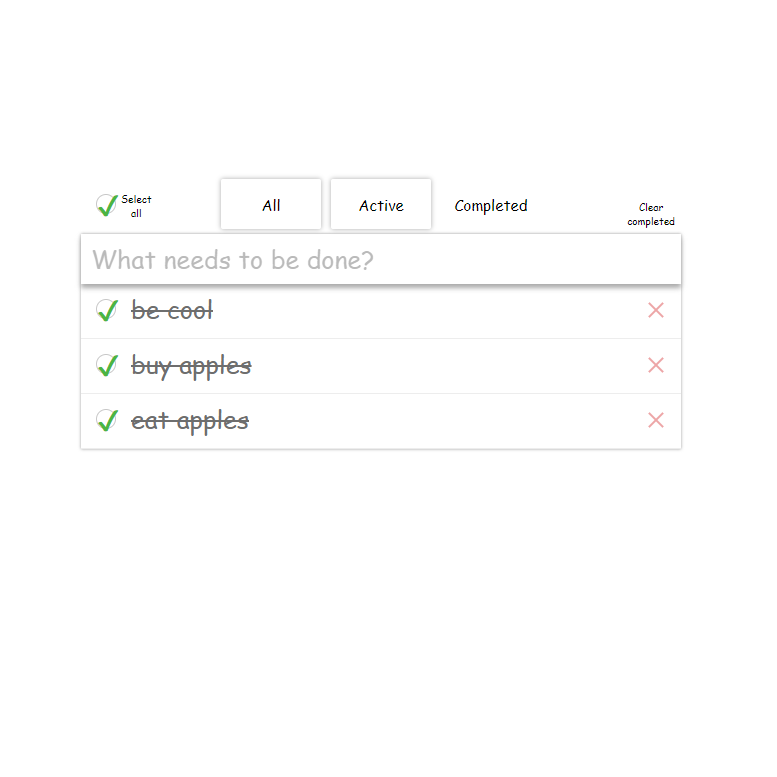 Select
all
All
Active
Completed
Clear
completed
What needs to be done?
be cool
buy apples
eat apples